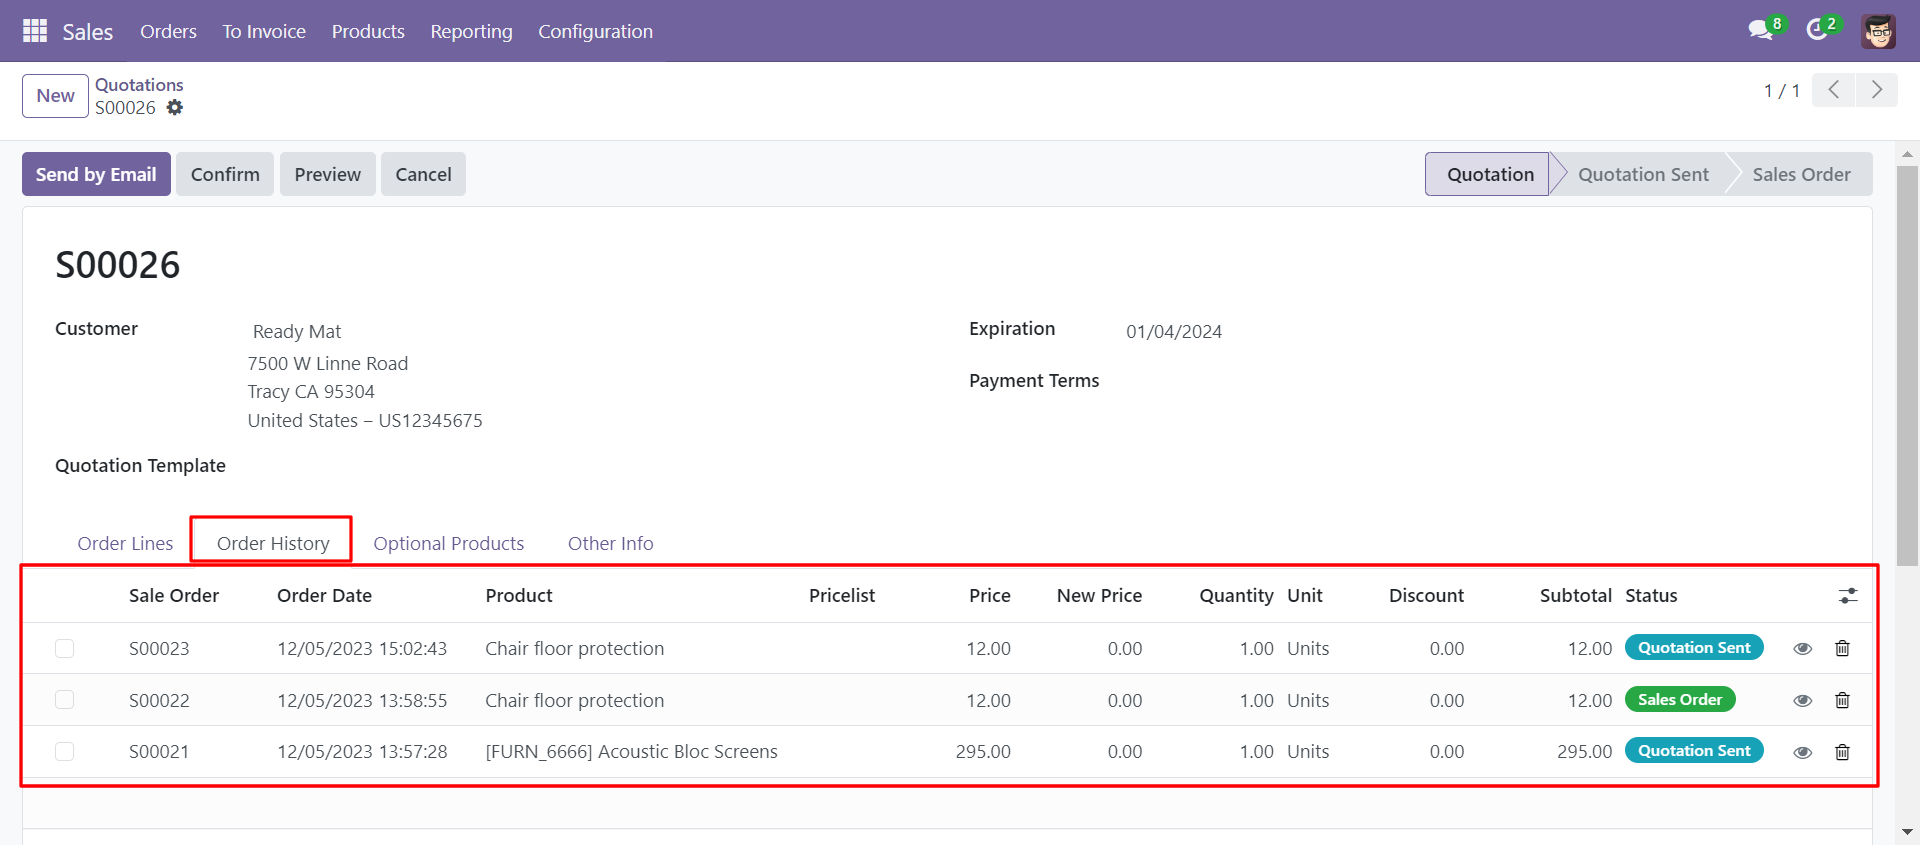 Sales Orders To Invoice Products Reporting Configuration 8 2
New Quotations
S00026
1 / 1
Send by Email Confirm Preview Cancel Quotation Quotation Sent Sales Order
S00026
Customer Ready Mat Expiration 01/04/2024
7500 W Linne Road
Tracy CA 95304 Payment Terms
United States – US12345675
Quotation Template
Order Lines Order History Optional Products Other Info
Sale Order Order Date Product Pricelist Price New Price Quantity Unit Discount Subtotal Status
S00023 12/05/2023 15:02:43 Chair floor protection 12.00 0.00 1.00 Units 0.00 12.00 Quotation Sent
S00022 12/05/2023 13:58:55 Chair floor protection 12.00 0.00 1.00 Units 0.00 12.00 Sales Order
S00021 12/05/2023 13:57:28 [FURN_6666] Acoustic Bloc Screens 295.00 0.00 1.00 Units 0.00 295.00 Quotation Sent